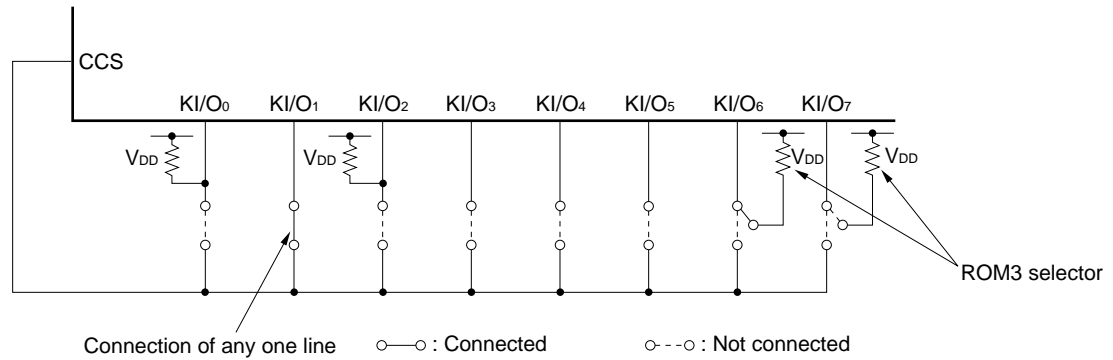 CCS
KI/O0 KI/O1 KI/O2 KI/O3 KI/O4 KI/O5 KI/O6 KI/O7
VDD VDD VDD VDD
ROM3 selector
Connection of any one line : Connected : Not connected